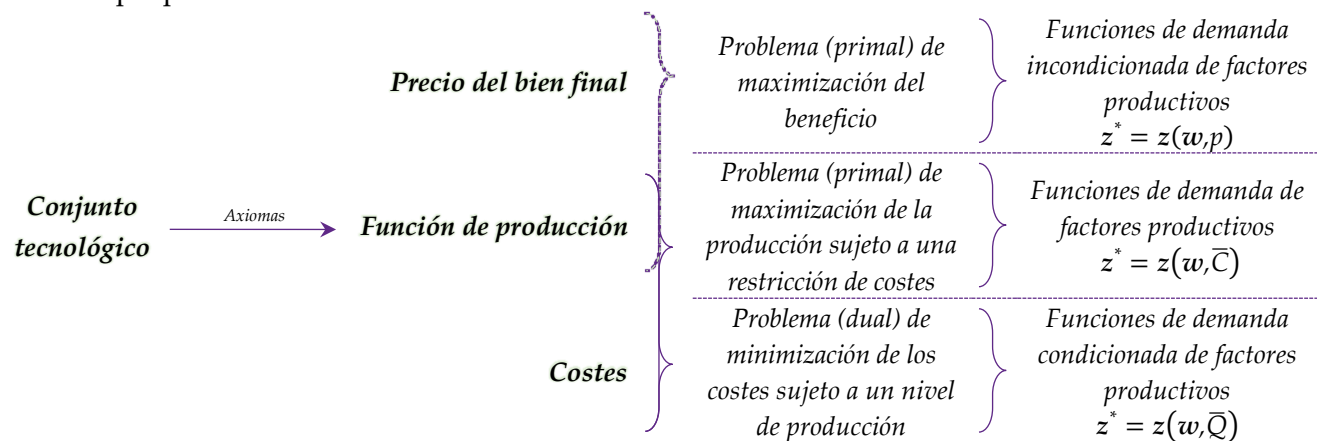 Precio del bien final
Problema (primal) de
maximización del
beneficio
Funciones de demanda
incondicionada de factores
productivos
z* = z(w,p)
Conjunto
tecnológico
Axiomas
Función de producción
Problema (primal) de
maximización de la
producción sujeto a una
restricción de costes
Funciones de demanda de
factores productivos
z* = z(w,C̅)
Costes
Problema (dual) de
minimización de los
costes sujeto a un nivel
de producción
Funciones de demanda
condicionada de factores
productivos
z* = z(w,Q̅)